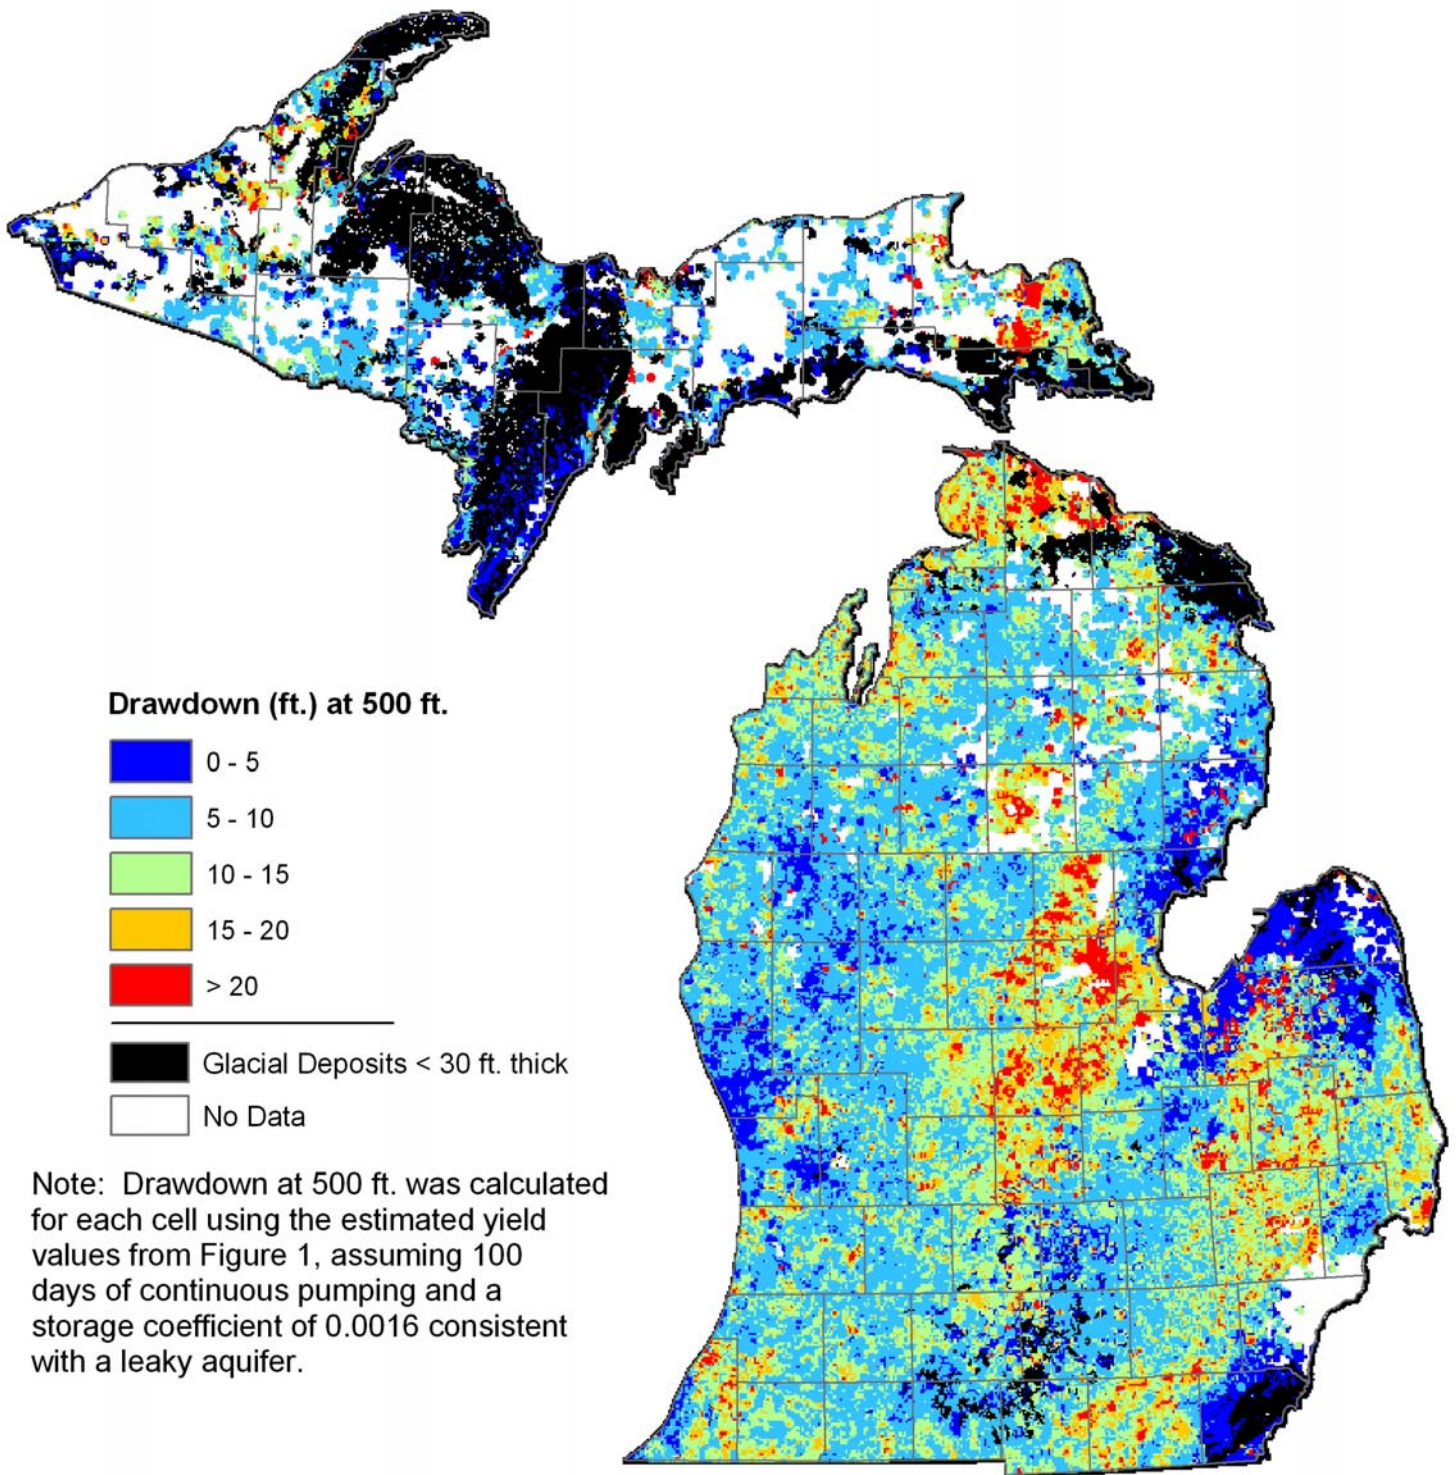 Drawdown (ft.) at 500 ft.
0 - 5
5 - 10
10 - 15
15 - 20
> 20
Glacial Deposits < 30 ft. thick
No Data
Note:  Drawdown at 500 ft. was calculated
for each cell using the estimated yield
values from Figure 1, assuming 100
days of continuous pumping and a
storage coefficient of 0.0016 consistent
with a leaky aquifer.